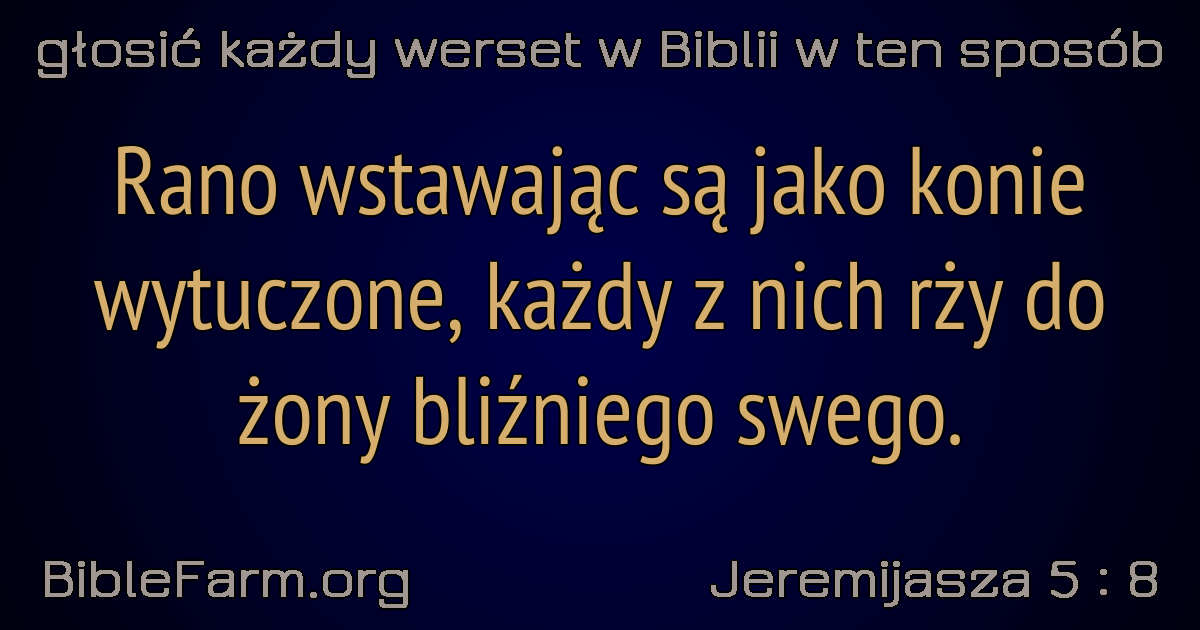 głosić każdy werset w Biblii w ten sposób
Rano wstawając są jako konie
wytuczone, każdy z nich rży do
żony bliźniego swego.
BibleFarm.org
Jeremijasza 5 : 8